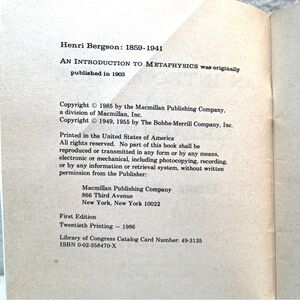 Henri Bergson: 1859-1941
AN INTRODUCTION TO METAPHYSICS was originally
published in 1903
Copyright © 1985 by the Macmillan Publishing Company,
a division of Macmillan, Inc.
Copyright © 1949, 1955 by The Bobbs-Merrill Company, Inc.
Printed in the United States of America
All rights reserved. No part of this book shall be
reproduced or transmitted in any form or by any means,
electronic or mechanical, including photocopying, recording,
or by any information or retrieval system, without written
permission from the Publisher:
Macmillan Publishing Company
866 Third Avenue
New York, New York 10022
First Edition
Twentieth Printing — 1986
Library of Congress Catalog Card Number: 49-3135
ISBN 0-02-358470-X